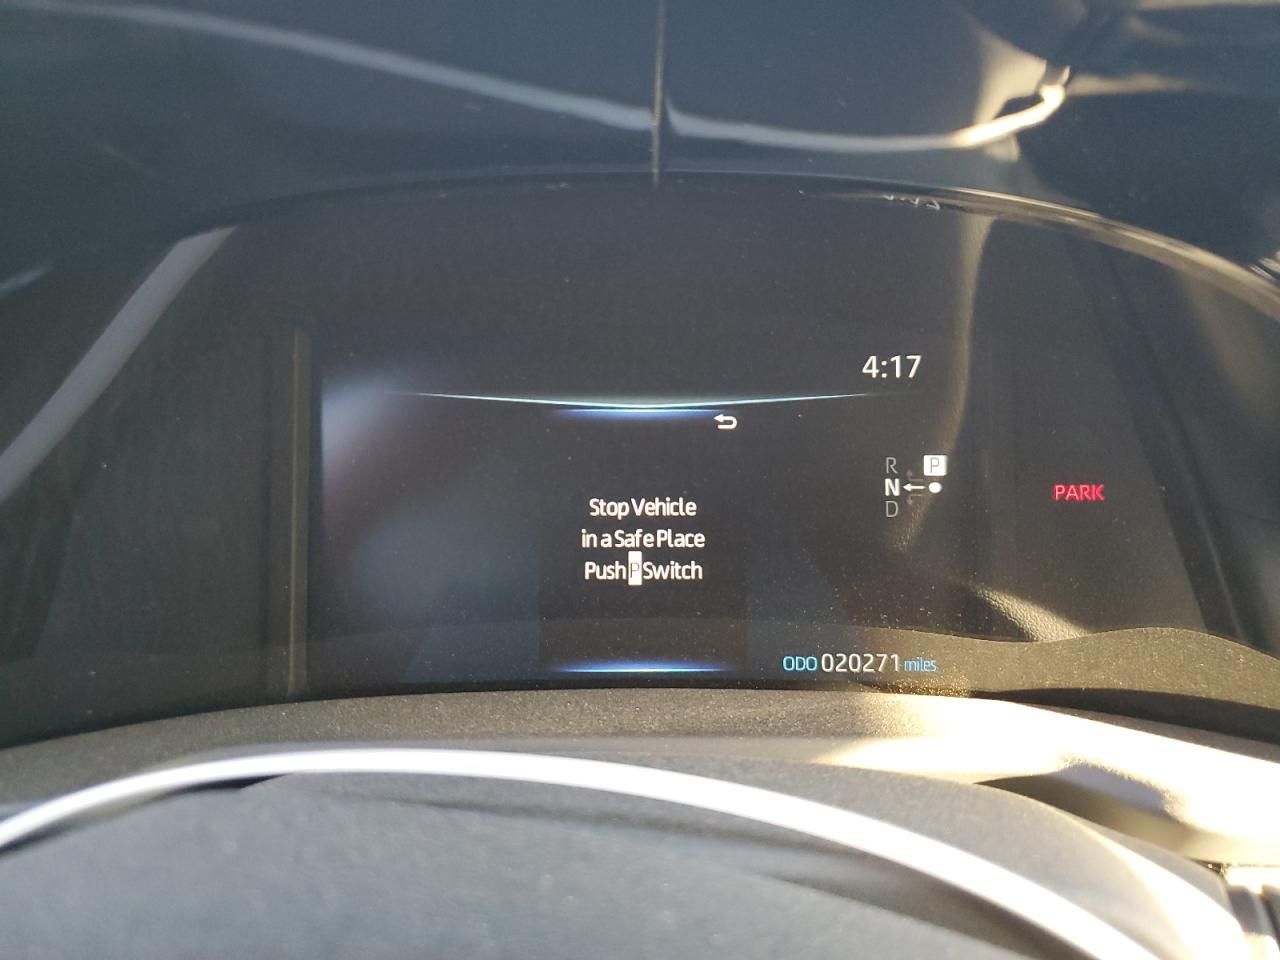 4:17
Stop Vehicle
in a Safe Place
Push P Switch
R P
N
D
PARK
ODO 020271 miles